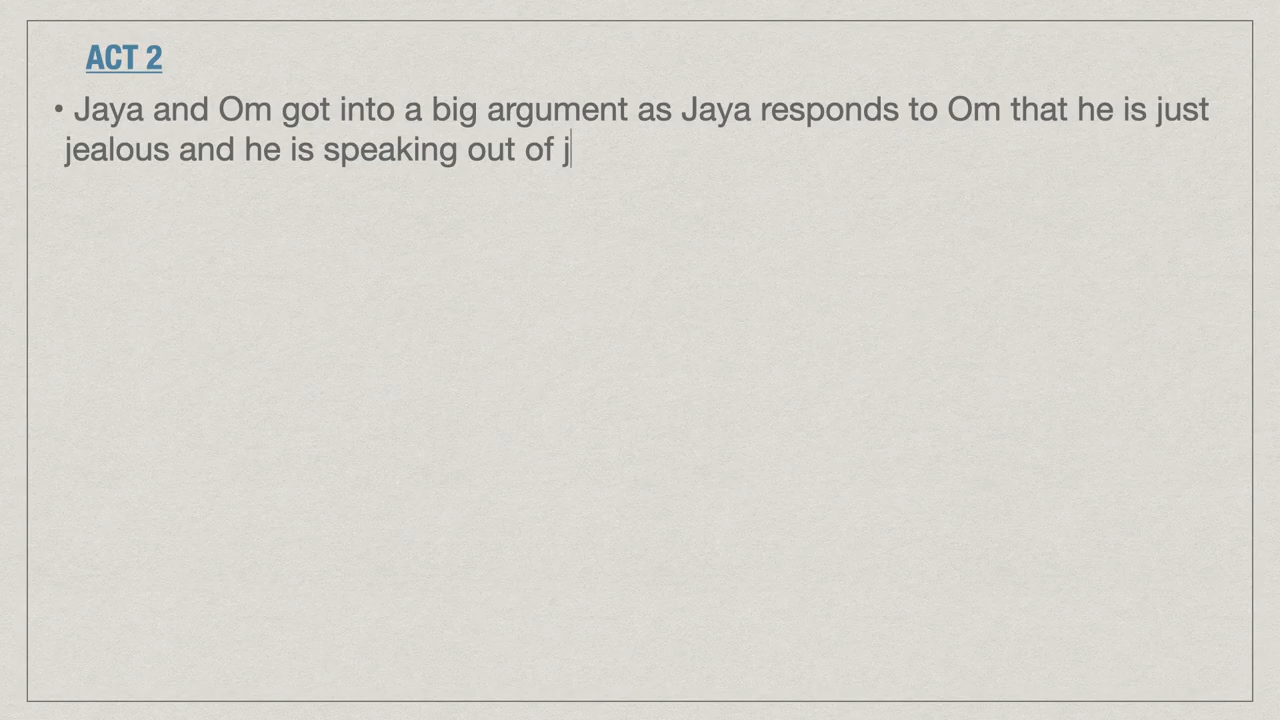 ACT 2
• Jaya and Om got into a big argument as Jaya responds to Om that he is just
jealous and he is speaking out of j